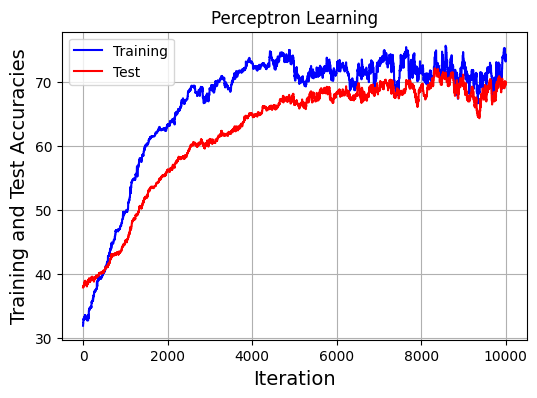 Perceptron Learning
Training
Test
Training and Test Accuracies
70
60
50
40
30
0 2000 4000 6000 8000 10000
Iteration